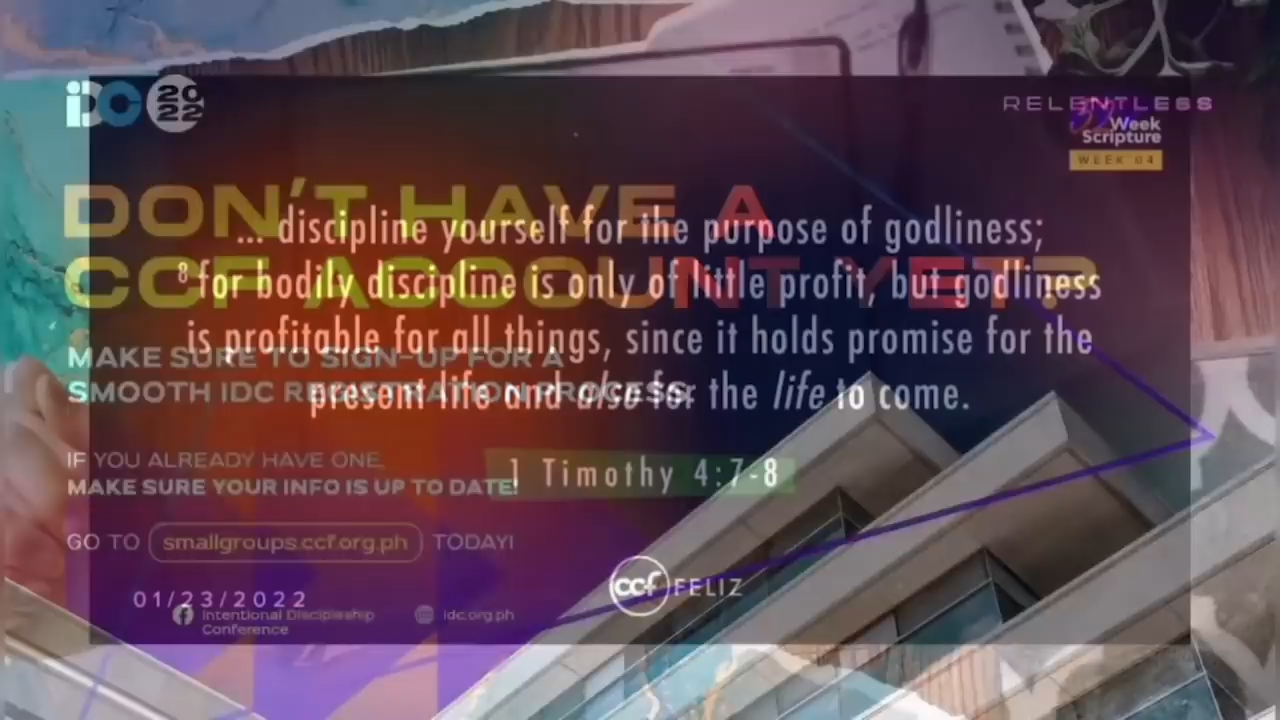 iDC 2022
RELENTLESS
52 Week
Scripture
WEEK 04
DON'T HAVE A
CCF ACCOUNT YET?
... discipline yourself for the purpose of godliness;
8 for bodily discipline is only of little profit, but godliness
is profitable for all things, since it holds promise for the
present life and also for the life to come.
1 Timothy 4:7-8
MAKE SURE TO SIGN-UP FOR A
SMOOTH IDC REGISTRATION PROCESS.
IF YOU ALREADY HAVE ONE,
MAKE SURE YOUR INFO IS UP TO DATE!
GO TO smallgroups.ccf.org.ph TODAY!
ccf FELIZ
01/23/2022
Intentional Discipleship
Conference
idc.org.ph